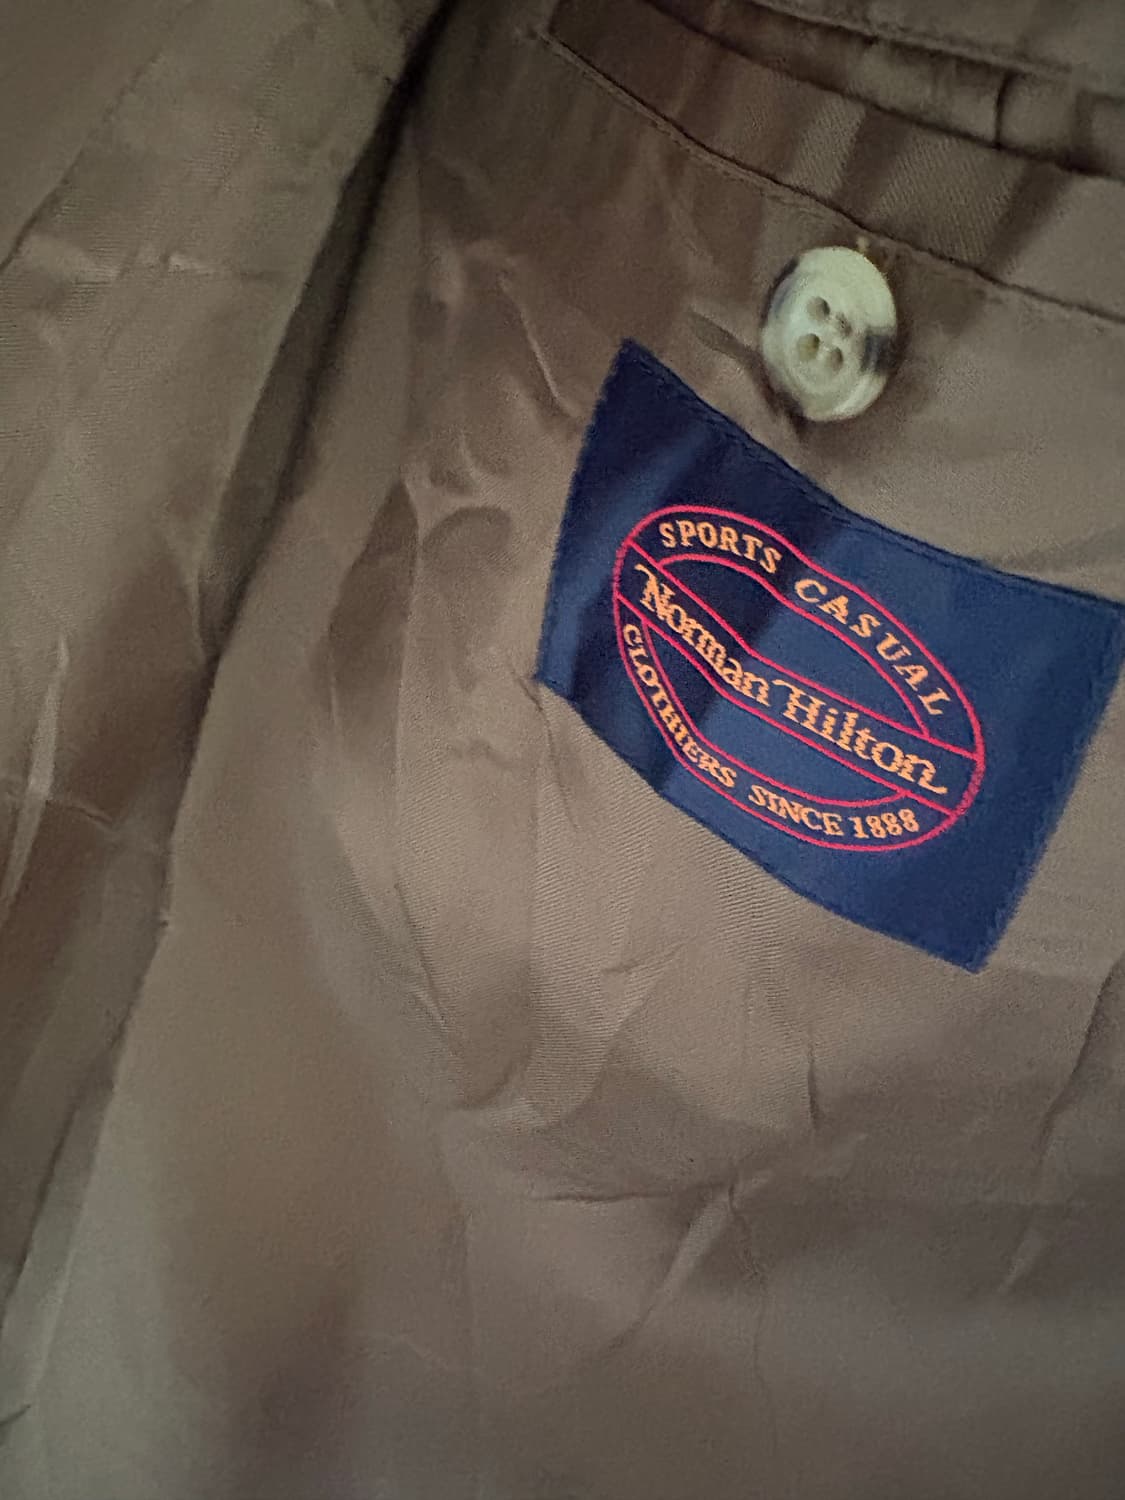 SPORTS CASUAL
Norman Hilton
CLOTHIERS SINCE 1888